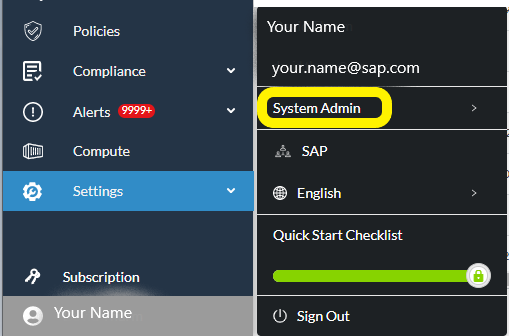 Policies
Compliance
Alerts 9999+
Compute
Settings
Subscription
Your Name
Your Name
your.name@sap.com
System Admin
SAP
English
Quick Start Checklist
Sign Out